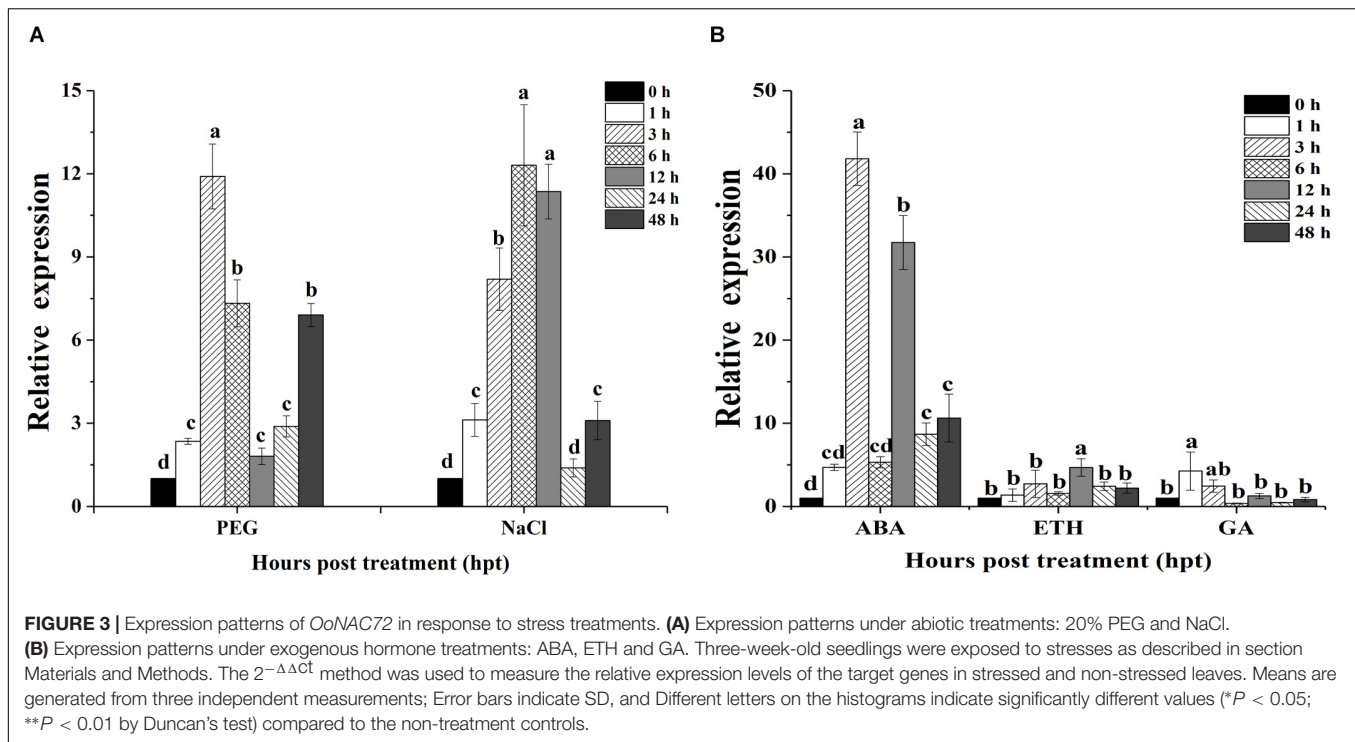 A
Relative expression
15
12
9
6
3
0
0 h
1 h
3 h
6 h
12 h
24 h
48 h
d
c
a
b
c
c
b
d
c
b
a
a
d
c
PEG
NaCl
Hours post treatment (hpt)
B
Relative expression
50
40
30
20
10
0
0 h
1 h
3 h
6 h
12 h
24 h
48 h
d
cd
a
cd
b
c
c
b
b
b
b
a
b
b
b
a
ab
b
b
b
b
ABA
ETH
GA
Hours post treatment (hpt)
FIGURE 3 | Expression patterns of OoNAC72 in response to stress treatments. (A) Expression patterns under abiotic treatments: 20% PEG and NaCl.
(B) Expression patterns under exogenous hormone treatments: ABA, ETH and GA. Three-week-old seedlings were exposed to stresses as described in section
Materials and Methods. The 2−ΔΔct method was used to measure the relative expression levels of the target genes in stressed and non-stressed leaves. Means are
generated from three independent measurements; Error bars indicate SD, and Different letters on the histograms indicate significantly different values (*P < 0.05;
**P < 0.01 by Duncan's test) compared to the non-treatment controls.